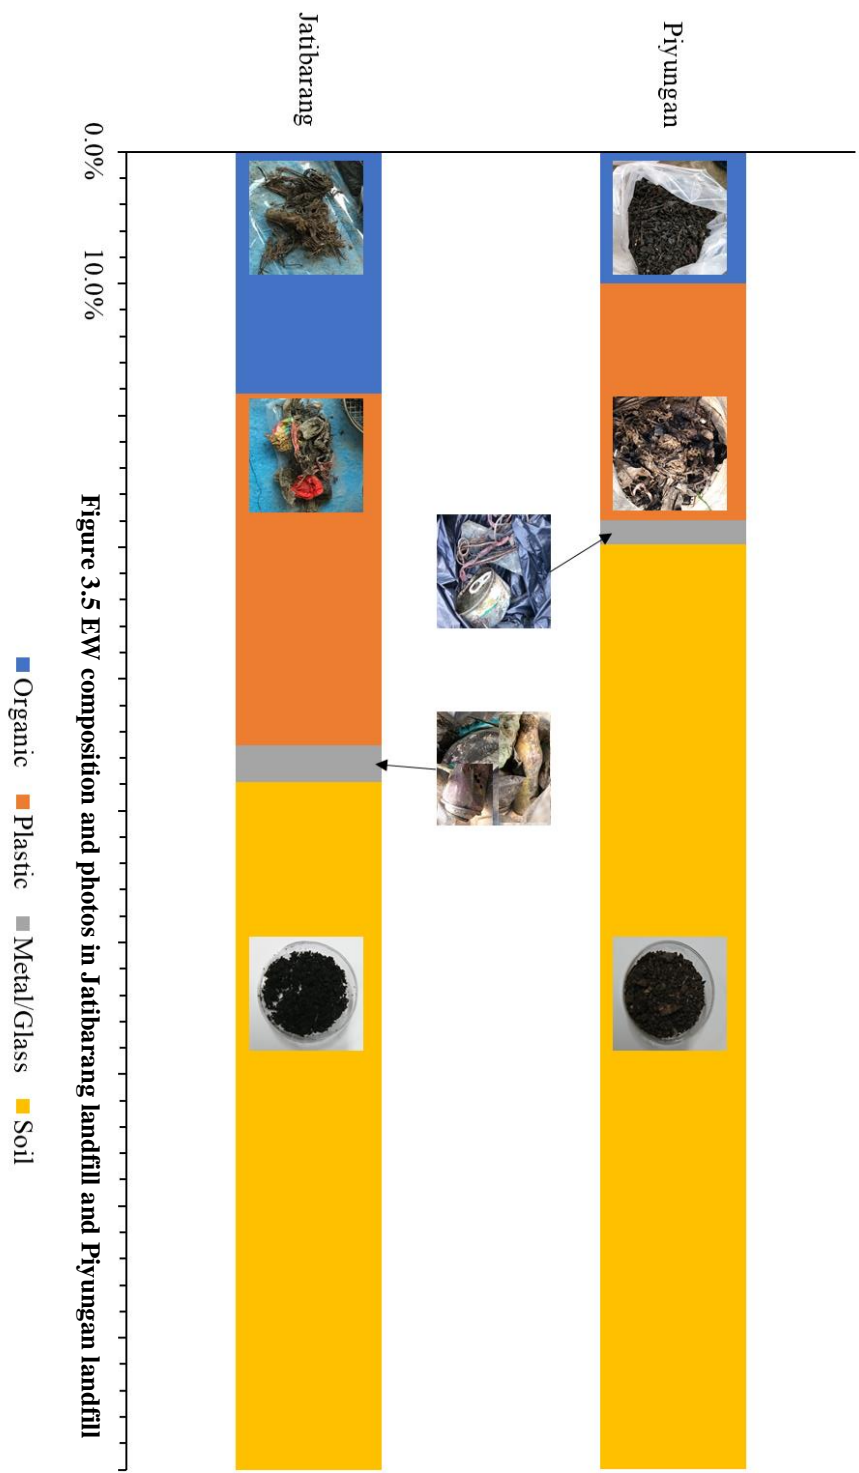 Piyungan
Jatibarang
0.0%
10.0%
Figure 3.5 EW composition and photos in Jatibarang landfill and Piyungan landfill
Organic Plastic Metal/Glass Soil